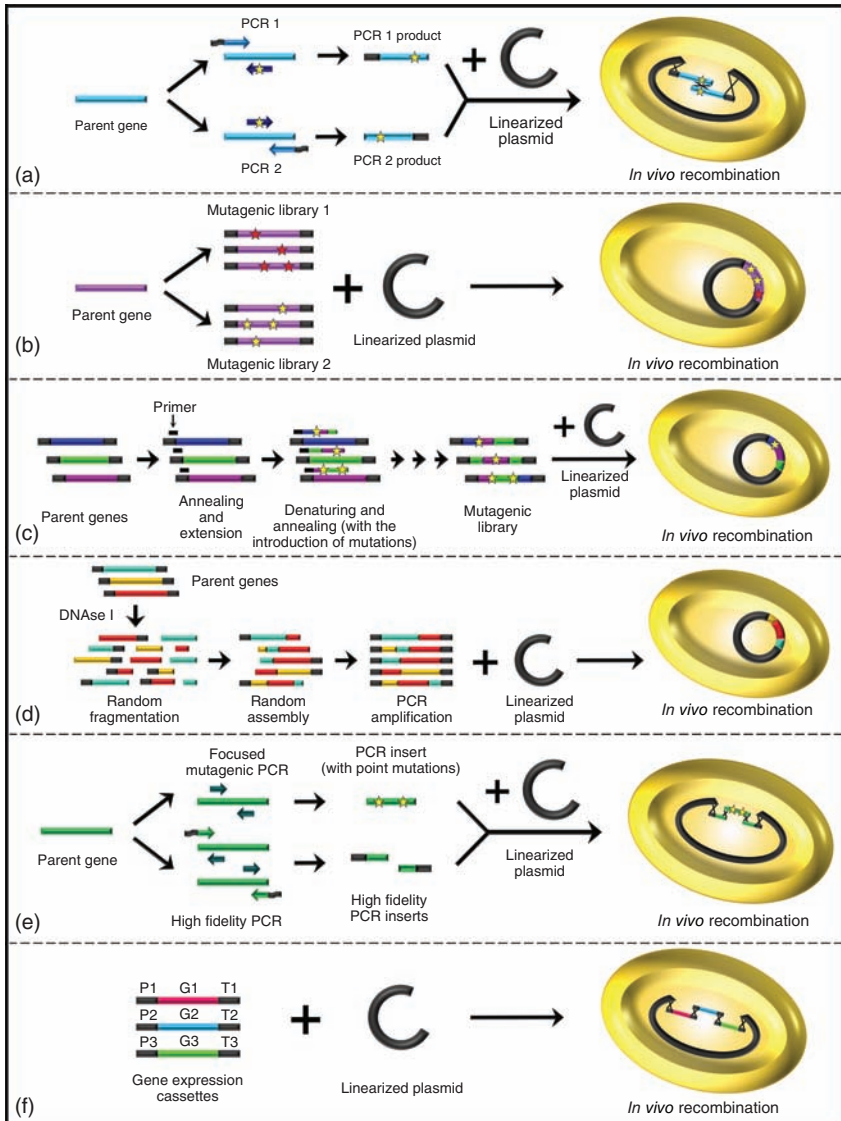 PCR 1
PCR 1 product
Parent gene
PCR 2
PCR 2 product
Linearized
plasmid
In vivo recombination
(a)
Mutagenic library 1
Parent gene
Mutagenic library 2
Linearized plasmid
In vivo recombination
(b)
Primer
Parent genes
Annealing
and
extension
Denaturing and
annealing (with the
introduction of mutations)
Mutagenic
library
Linearized
plasmid
In vivo recombination
(c)
Parent genes
DNAse I
Random
fragmentation
Random
assembly
PCR
amplification
Linearized
plasmid
In vivo recombination
(d)
Focused
mutagenic PCR
PCR insert
(with point mutations)
Parent gene
High fidelity PCR
High fidelity
PCR inserts
Linearized
plasmid
In vivo recombination
(e)
P1 G1 T1
P2 G2 T2
P3 G3 T3
Gene expression
cassettes
Linearized plasmid
In vivo recombination
(f)